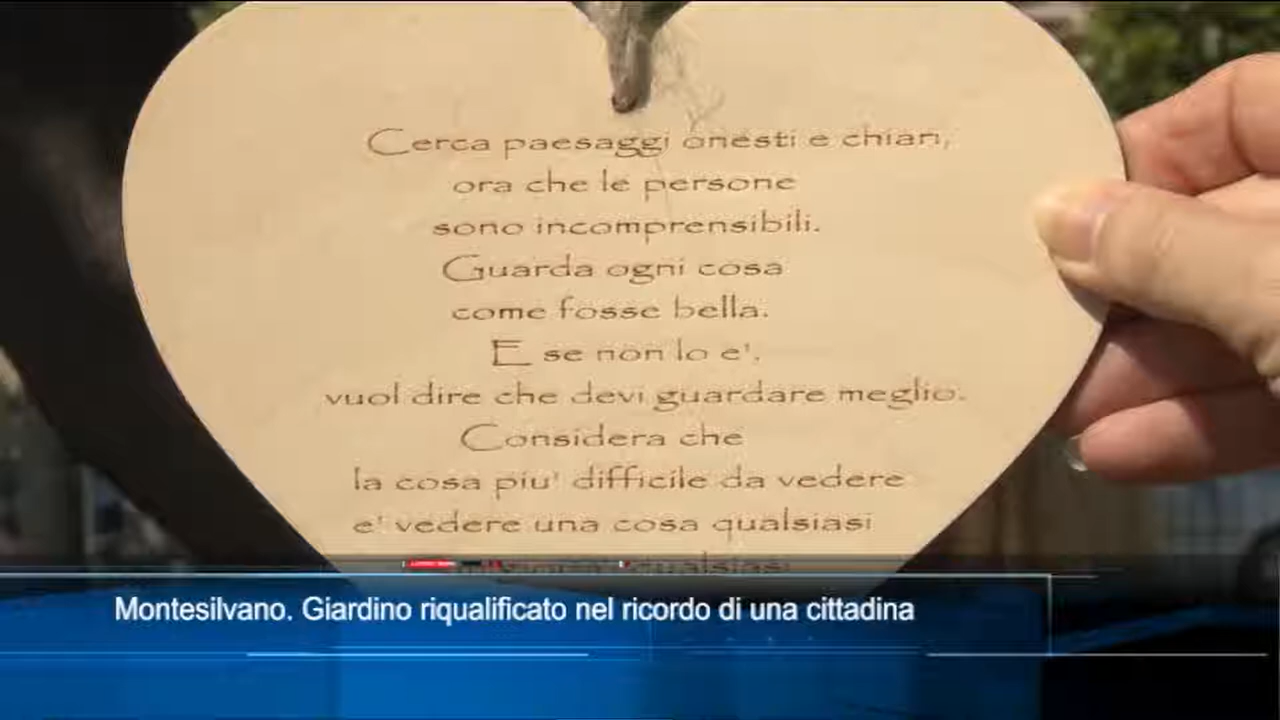 Cerca paesaggi onesti e chiari,
ora che le persone
sono incomprensibili.
Guarda ogni cosa
come fosse bella.
E se non lo e',
vuol dire che devi guardare meglio.
Considera che
la cosa piu' difficile da vedere
e' vedere una cosa qualsiasi
qualsiasi
Montesilvano. Giardino riqualificato nel ricordo di una cittadina